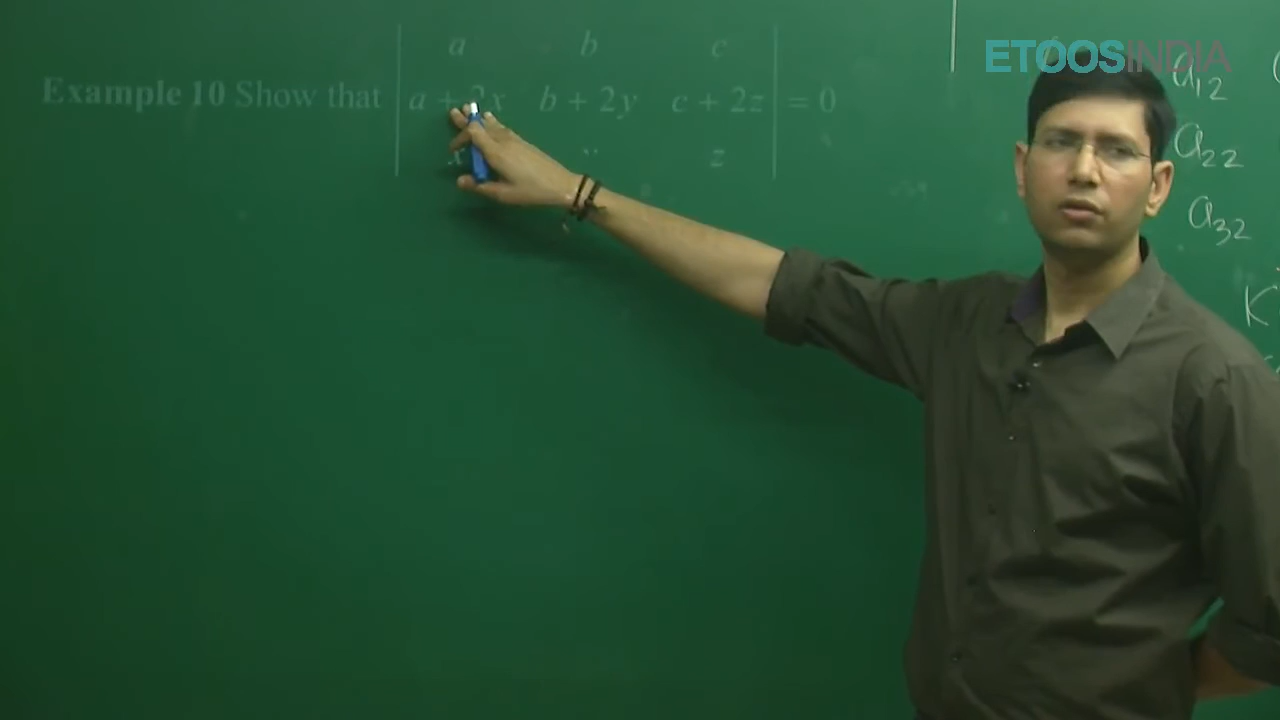 ETOOSINDIA
a b c
Example 10 Show that a + 2x b + 2y c + 2z = 0
x y z
a12
a22
a32
K